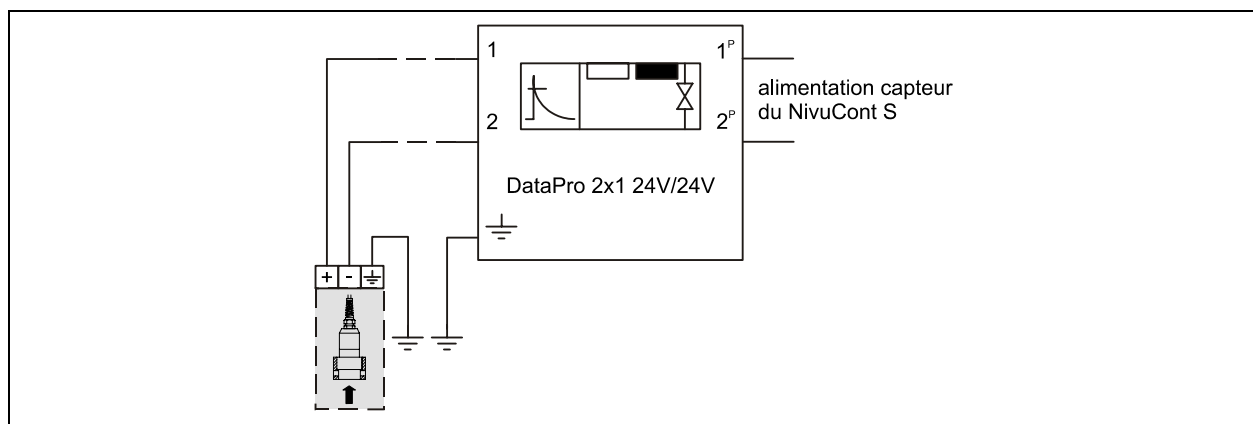 1
1P
alimentation capteur
du NivuCont S
2
2P
DataPro 2x1 24V/24V
+ -